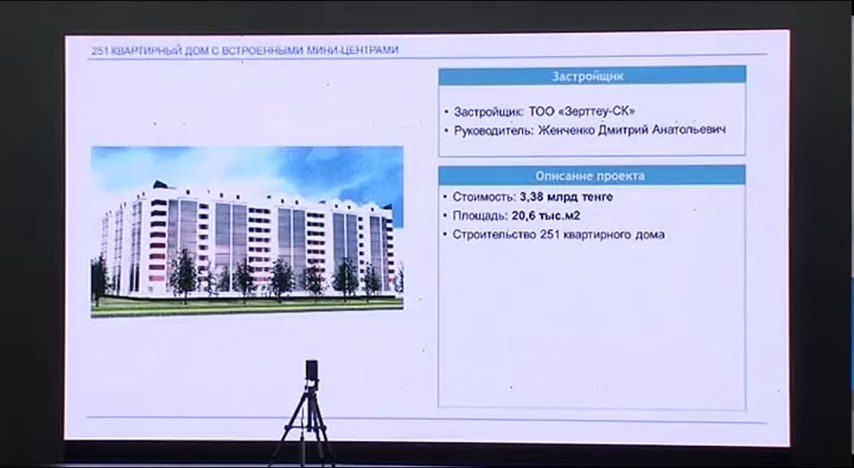 251 КВАРТИРНЫЙ ДОМ С ВСТРОЕННЫМИ МИНИ-ЦЕНТРАМИ
Застройщик
• Застройщик: ТОО «Зерттеу-СК»
• Руководитель: Женченко Дмитрий Анатольевич
Описание проекта
• Стоимость: 3,38 млрд тенге
• Площадь: 20,6 тыс.м2
• Строительство 251 квартирного дома